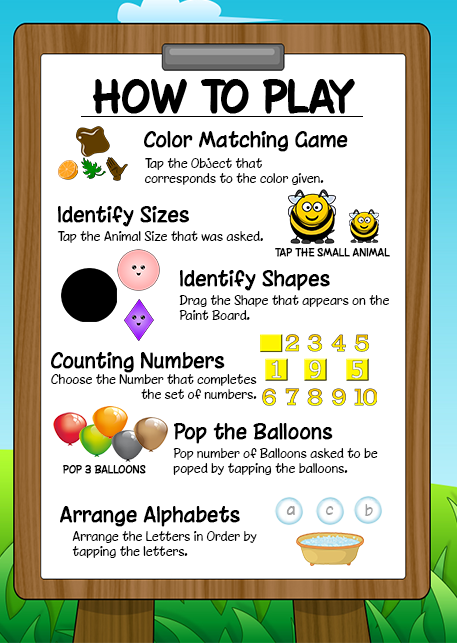 HOW TO PLAY
Color Matching Game
Tap the Object that
corresponds to the color given.
Identify Sizes
Tap the Animal Size that was asked.
TAP THE SMALL ANIMAL
Identify Shapes
Drag the Shape that appears on the
Paint Board.
Counting Numbers
Choose the Number that completes
the set of numbers.
2 3 4 5
1 9 5
6 7 8 9 10
Pop the Balloons
Pop number of Balloons asked to be
poped by tapping the balloons.
POP 3 BALLOONS
Arrange Alphabets
Arrange the Letters in Order by
tapping the letters.
a c b